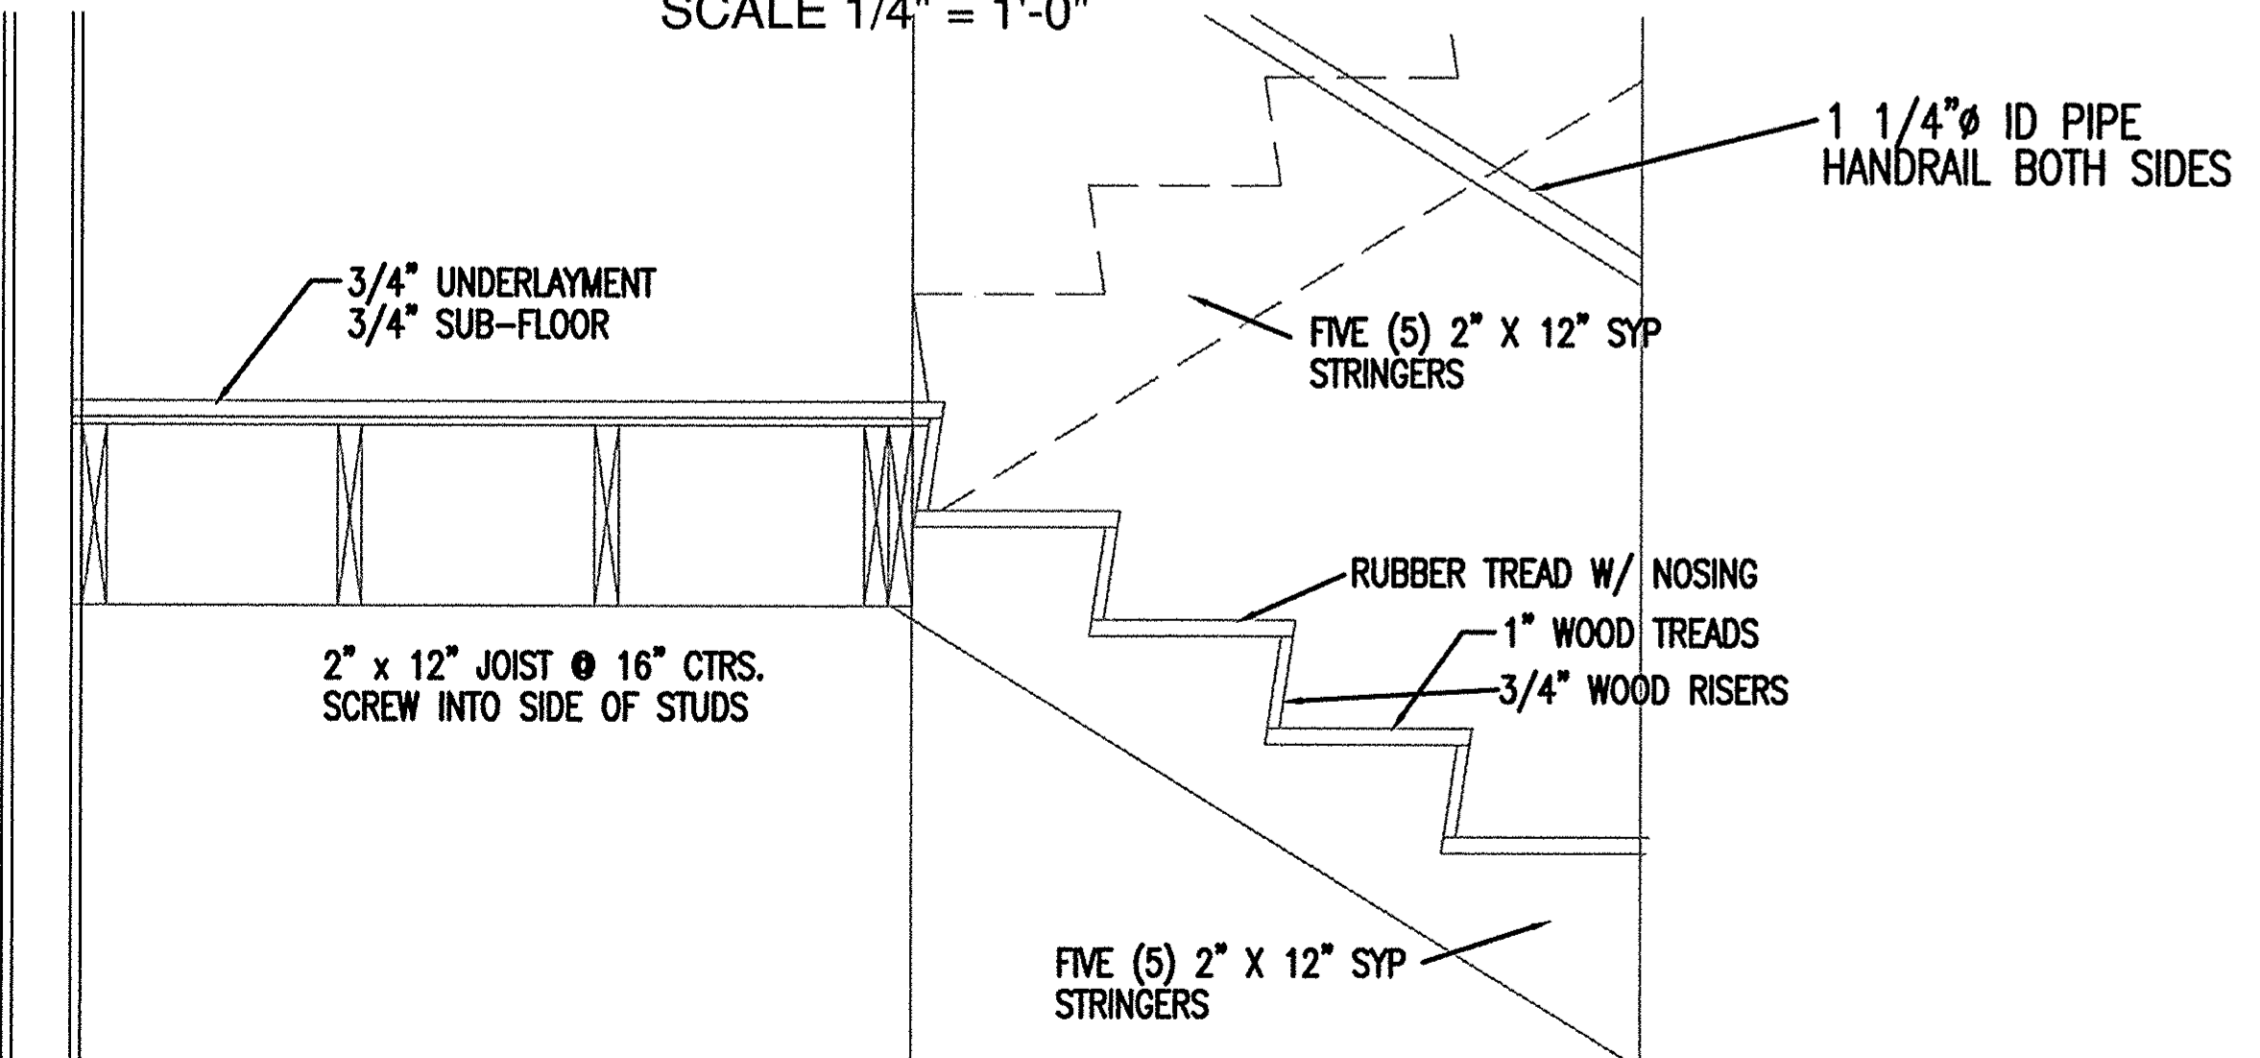 SCALE 1/4" = 1'-0"
1 1/4"ø ID PIPE
HANDRAIL BOTH SIDES
3/4" UNDERLAYMENT
3/4" SUB-FLOOR
FIVE (5) 2" X 12" SYP
STRINGERS
RUBBER TREAD W/ NOSING
1" WOOD TREADS
3/4" WOOD RISERS
2" x 12" JOIST @ 16" CTRS.
SCREW INTO SIDE OF STUDS
FIVE (5) 2" X 12" SYP
STRINGERS